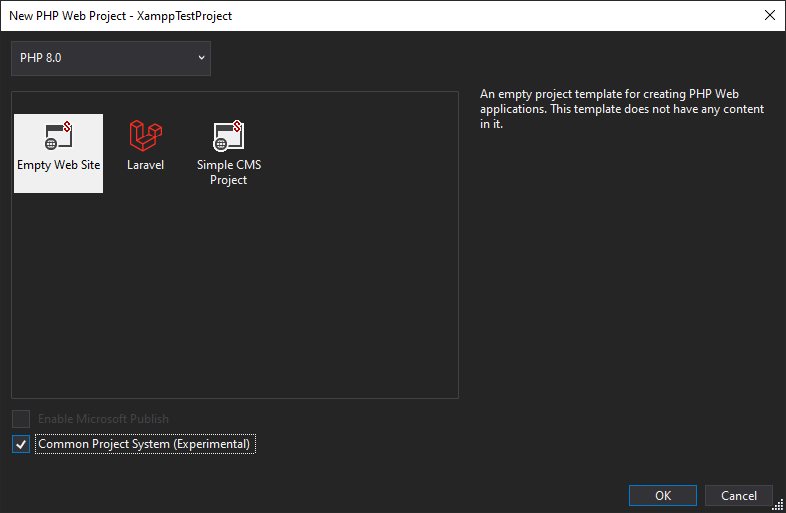 New PHP Web Project - XamppTestProject
PHP 8.0
An empty project template for creating PHP Web
applications. This template does not have any content
in it.
Empty Web Site
Laravel
Simple CMS
Project
Enable Microsoft Publish
Common Project System (Experimental)
OK
Cancel